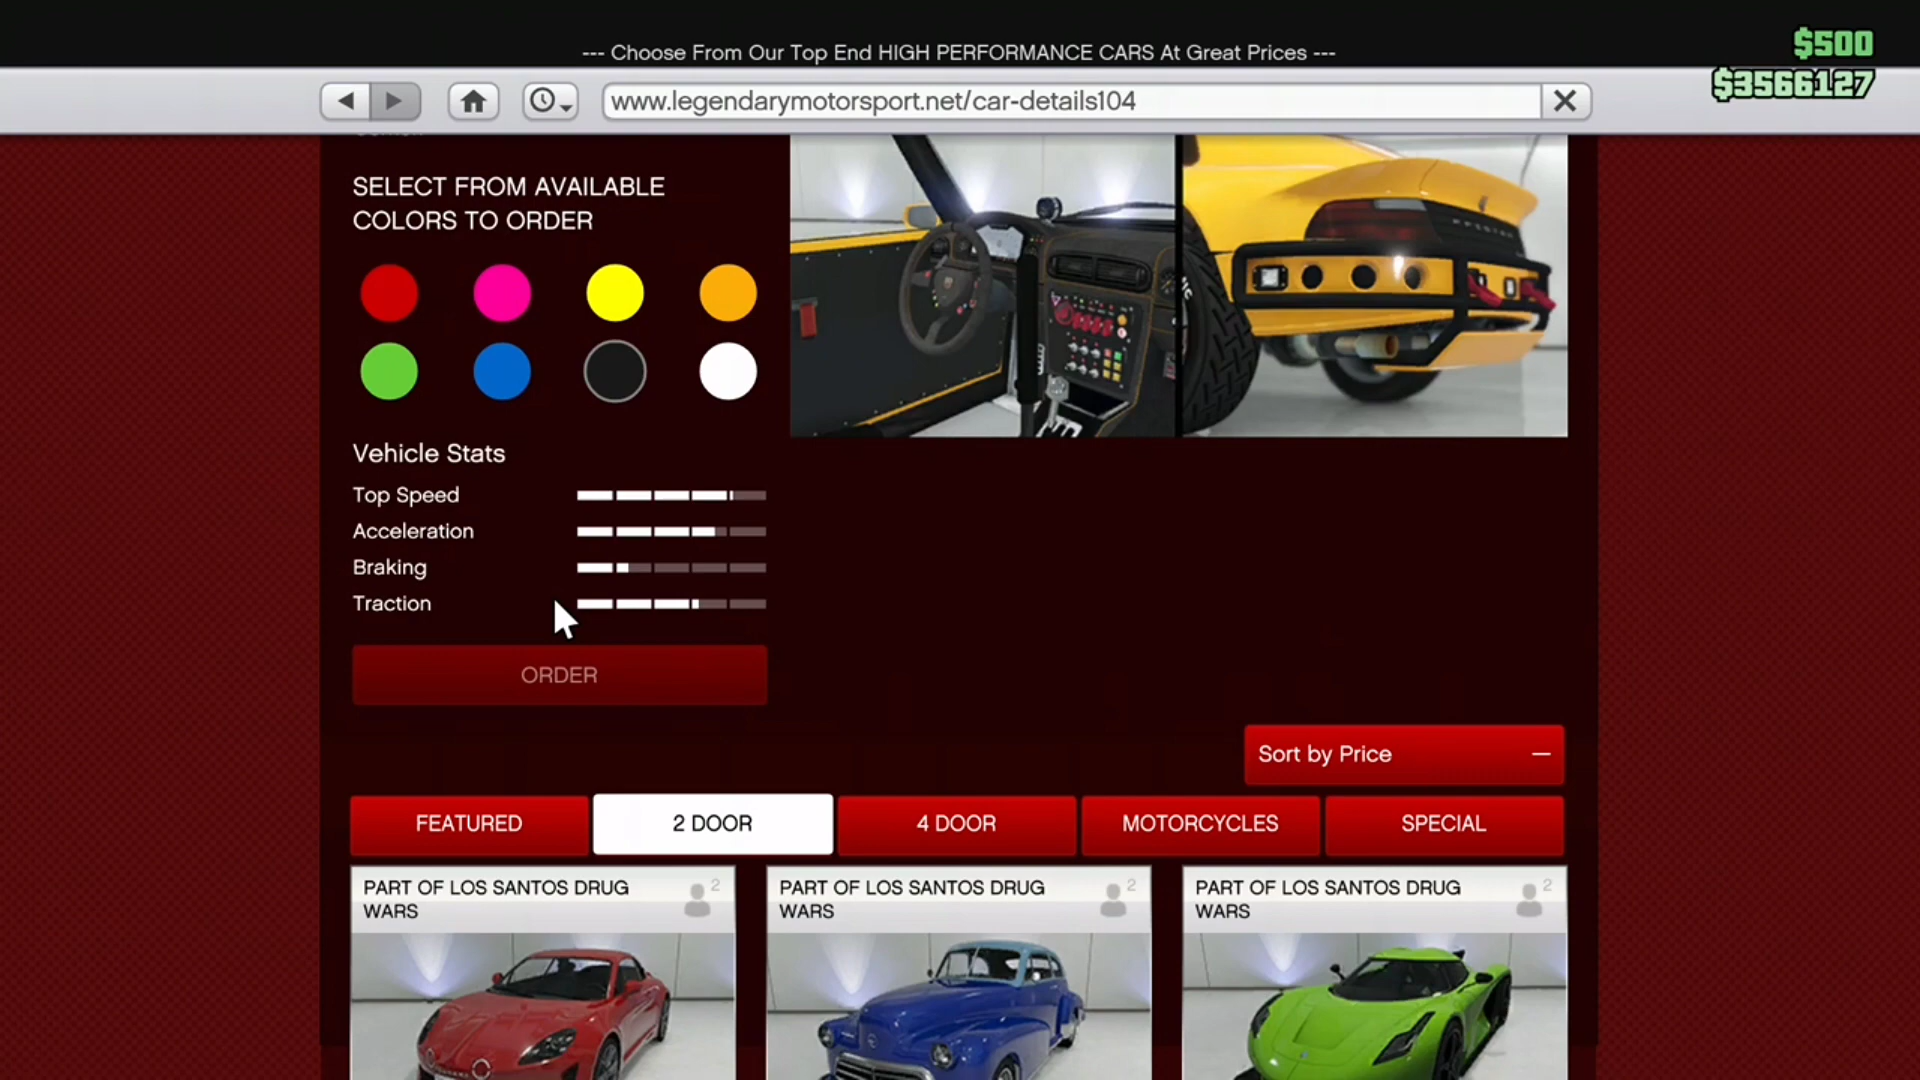 --- Choose From Our Top End HIGH PERFORMANCE CARS At Great Prices ---
$500
$3566127
www.legendarymotorsport.net/car-details104
SELECT FROM AVAILABLE
COLORS TO ORDER
Vehicle Stats
Top Speed
Acceleration
Braking
Traction
ORDER
Sort by Price
FEATURED
2 DOOR
4 DOOR
MOTORCYCLES
SPECIAL
PART OF LOS SANTOS DRUG
WARS
2
PART OF LOS SANTOS DRUG
WARS
2
PART OF LOS SANTOS DRUG
WARS
2